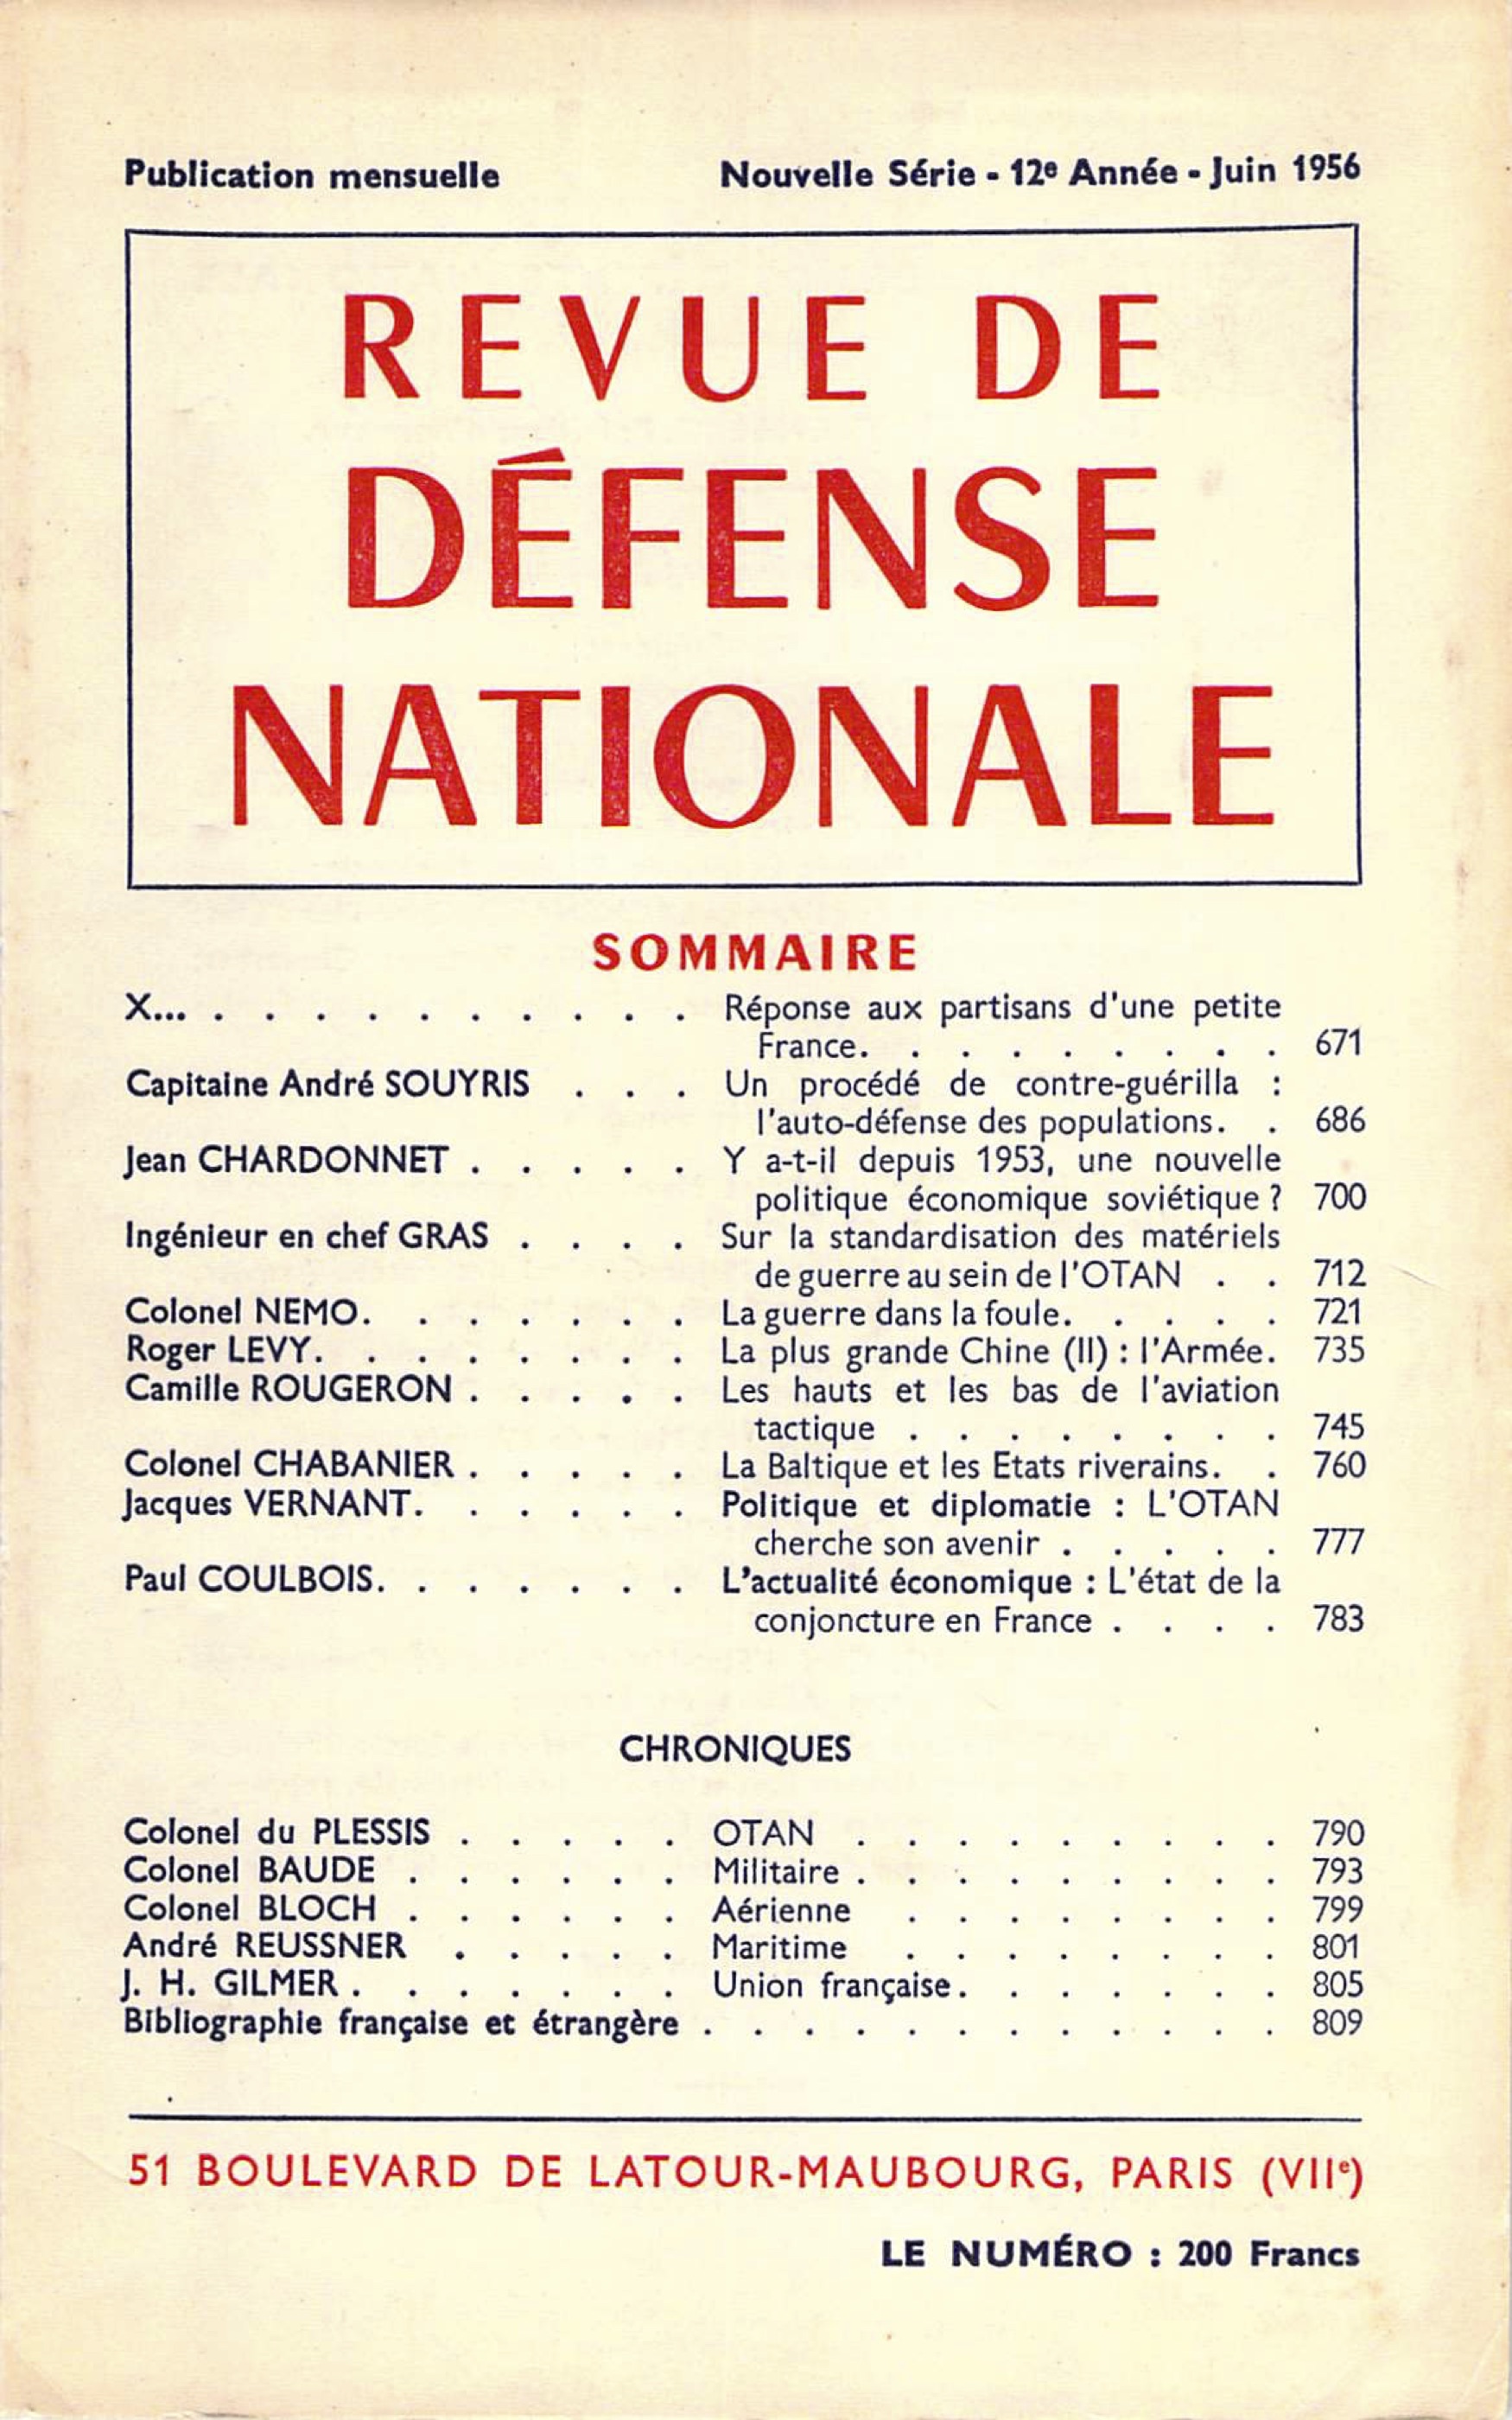 Publication mensuelle Nouvelle Série - 12e Année - Juin 1956
REVUE DE
DÉFENSE
NATIONALE
SOMMAIRE
X... . . . . . . . . . . . Réponse aux partisans d'une petite
France. . . . . . . . . 671
Capitaine André SOUYRIS . . . Un procédé de contre-guérilla :
l'auto-défense des populations. . 686
Jean CHARDONNET . . . . . Y a-t-il depuis 1953, une nouvelle
politique économique soviétique ? 700
Ingénieur en chef GRAS . . . . Sur la standardisation des matériels
de guerre au sein de l'OTAN . . 712
Colonel NEMO. . . . . . . La guerre dans la foule. . . . . 721
Roger LEVY. . . . . . . . La plus grande Chine (II) : l'Armée. 735
Camille ROUGERON . . . . . Les hauts et les bas de l'aviation
tactique . . . . . . . . 745
Colonel CHABANIER . . . . . La Baltique et les Etats riverains. . 760
Jacques VERNANT. . . . . . Politique et diplomatie : L'OTAN
cherche son avenir . . . . . 777
Paul COULBOIS. . . . . . . L'actualité économique : L'état de la
conjoncture en France . . . . 783
CHRONIQUES
Colonel du PLESSIS . . . . . OTAN . . . . . . . . . 790
Colonel BAUDE . . . . . . Militaire . . . . . . . . . 793
Colonel BLOCH . . . . . . Aérienne . . . . . . . . 799
André REUSSNER . . . . . Maritime . . . . . . . . 801
J. H. GILMER . . . . . . . Union française. . . . . . . 805
Bibliographie française et étrangère . . . . . . . . . . . . 809
51 BOULEVARD DE LATOUR-MAUBOURG, PARIS (VIIe)
LE NUMÉRO : 200 Francs